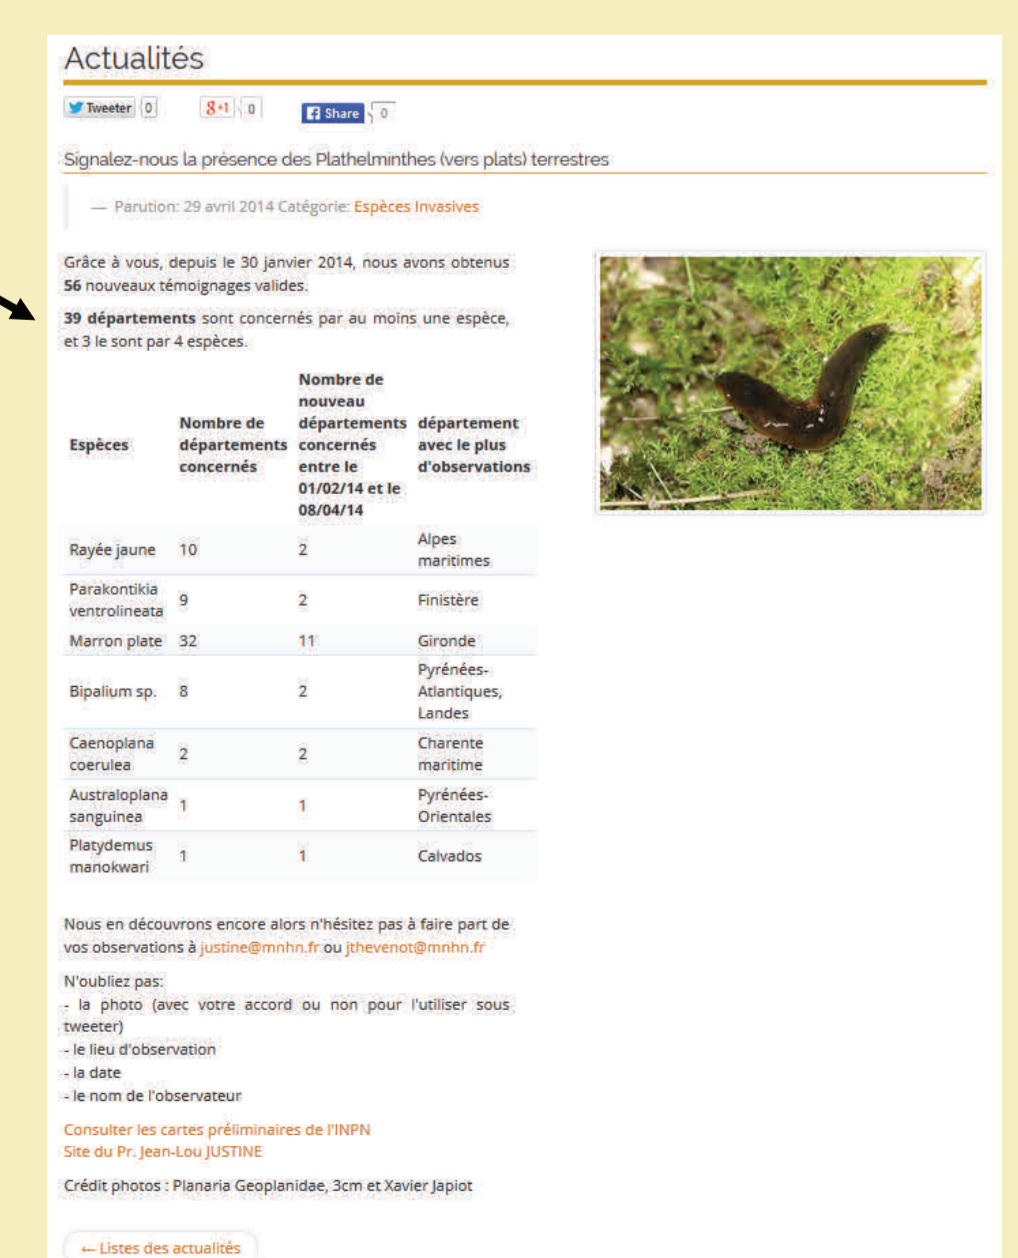 Actualités
Tweeter 0 8+1 0 Share 0
Signalez-nous la présence des Plathelminthes (vers plats) terrestres
— Parution: 29 avril 2014 Catégorie: Espèces Invasives
Grâce à vous, depuis le 30 janvier 2014, nous avons obtenus
56 nouveaux témoignages valides.
39 départements sont concernés par au moins une espèce,
et 3 le sont par 4 espèces.
Espèces
Nombre de
départements
concernés
Nombre de
nouveau
départements
concernés
entre le
01/02/14 et le
08/04/14
département
avec le plus
d'observations
Rayée jaune 10 2 Alpes
maritimes
Parakontikia
ventrolineata 9 2 Finistère
Marron plate 32 11 Gironde
Bipalium sp. 8 2 Pyrénées-
Atlantiques,
Landes
Caenoplana
coerulea 2 2 Charente
maritime
Australoplana
sanguinea 1 1 Pyrénées-
Orientales
Platydemus
manokwari 1 1 Calvados
Nous en découvrons encore alors n'hésitez pas à faire part de
vos observations à justine@mnhn.fr ou jthevenot@mnhn.fr
N'oubliez pas:
- la photo (avec votre accord ou non pour l'utiliser sous
tweeter)
- le lieu d'observation
- la date
- le nom de l'observateur
Consulter les cartes préliminaires de l'INPN
Site du Pr. Jean-Lou JUSTINE
Crédit photos : Planaria Geoplanidae, 3cm et Xavier Japiot
← Listes des actualités